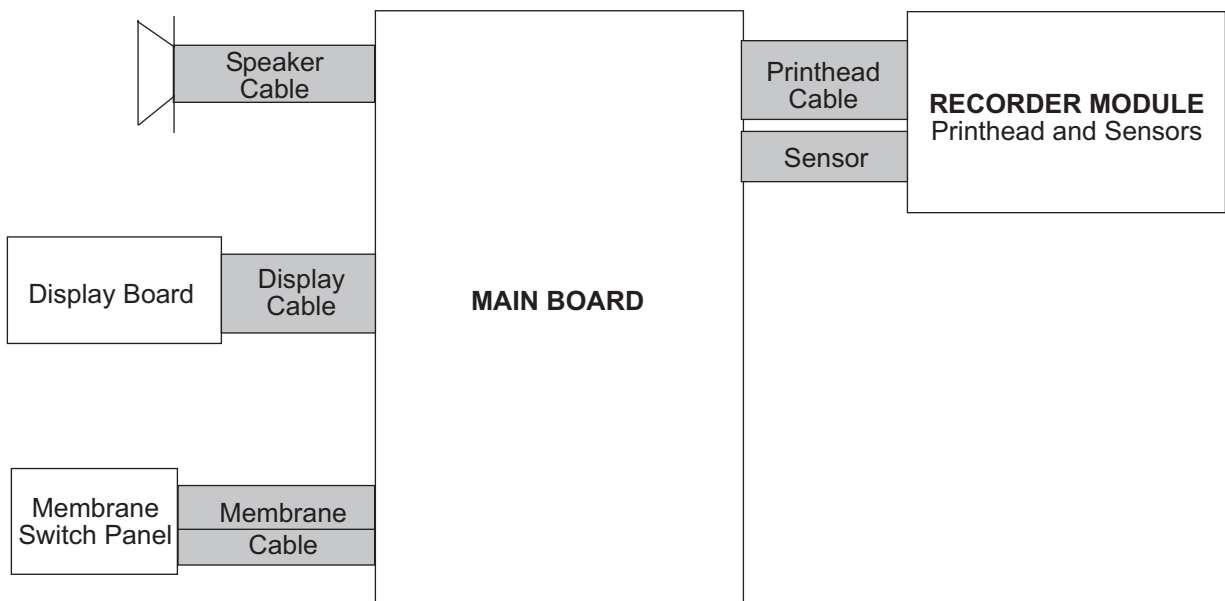 Speaker
Cable
Printhead
Cable
RECORDER MODULE
Printhead and Sensors
Sensor
Display Board
Display
Cable
MAIN BOARD
Membrane
Switch Panel
Membrane
Cable